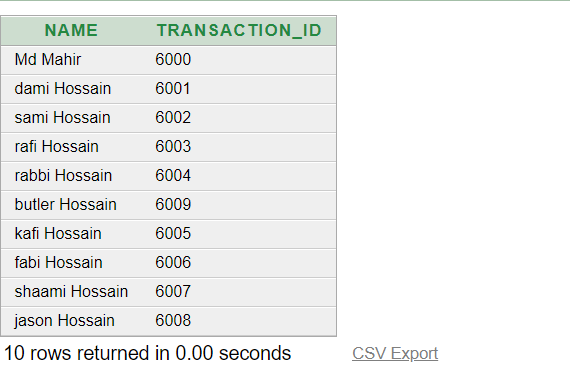 NAME TRANSACTION_ID
Md Mahir 6000
dami Hossain 6001
sami Hossain 6002
rafi Hossain 6003
rabbi Hossain 6004
butler Hossain 6009
kafi Hossain 6005
fabi Hossain 6006
shaami Hossain 6007
jason Hossain 6008
10 rows returned in 0.00 seconds CSV Export